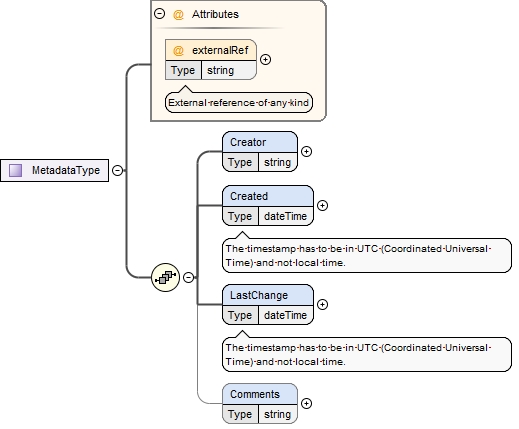 @ Attributes
@ externalRef
Type string
External reference of any kind
Creator
Type string
MetadataType
Created
Type dateTime
The timestamp has to be in UTC (Coordinated Universal
Time) and not local time.
LastChange
Type dateTime
The timestamp has to be in UTC (Coordinated Universal
Time) and not local time.
Comments
Type string